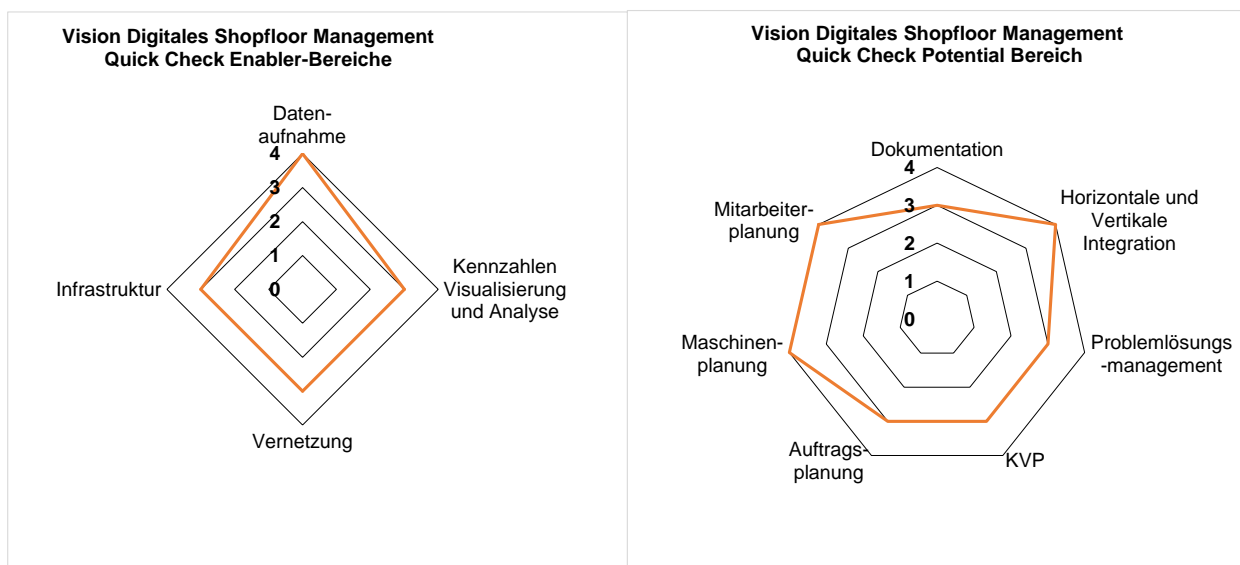 Vision Digitales Shopfloor Management
Quick Check Enabler-Bereiche
Daten-
aufnahme
4
3
2
1
0
Infrastruktur
Kennzahlen
Visualisierung
und Analyse
Vernetzung
Vision Digitales Shopfloor Management
Quick Check Potential Bereich
Dokumentation
4
3
2
1
0
Horizontale und
Vertikale
Integration
Mitarbeiter-
planung
Maschinen-
planung
Problemlösungs
-management
Auftrags-
planung
KVP